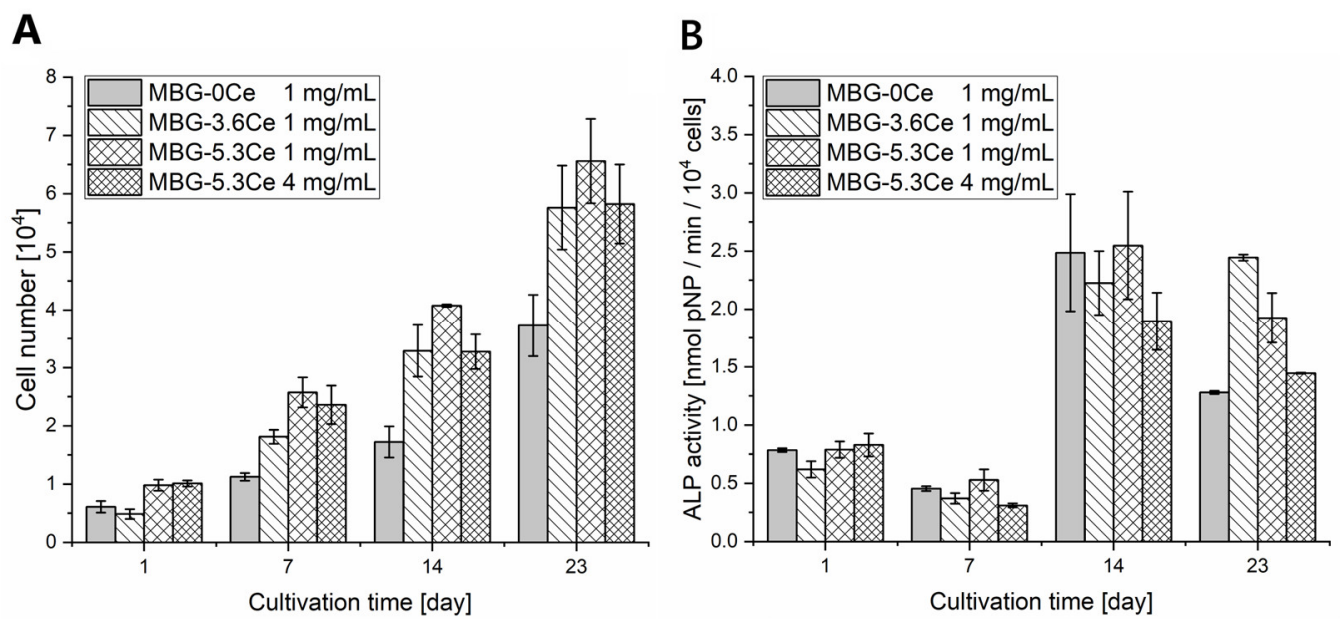 A
8
7
6
5
4
3
2
1
0
Cell number [10⁴]
MBG-0Ce 1 mg/mL
MBG-3.6Ce 1 mg/mL
MBG-5.3Ce 1 mg/mL
MBG-5.3Ce 4 mg/mL
1 7 14 23
Cultivation time [day]
B
4.0
3.5
3.0
2.5
2.0
1.5
1.0
0.5
0.0
ALP activity [nmol pNP / min / 10⁴ cells]
MBG-0Ce 1 mg/mL
MBG-3.6Ce 1 mg/mL
MBG-5.3Ce 1 mg/mL
MBG-5.3Ce 4 mg/mL
1 7 14 23
Cultivation time [day]